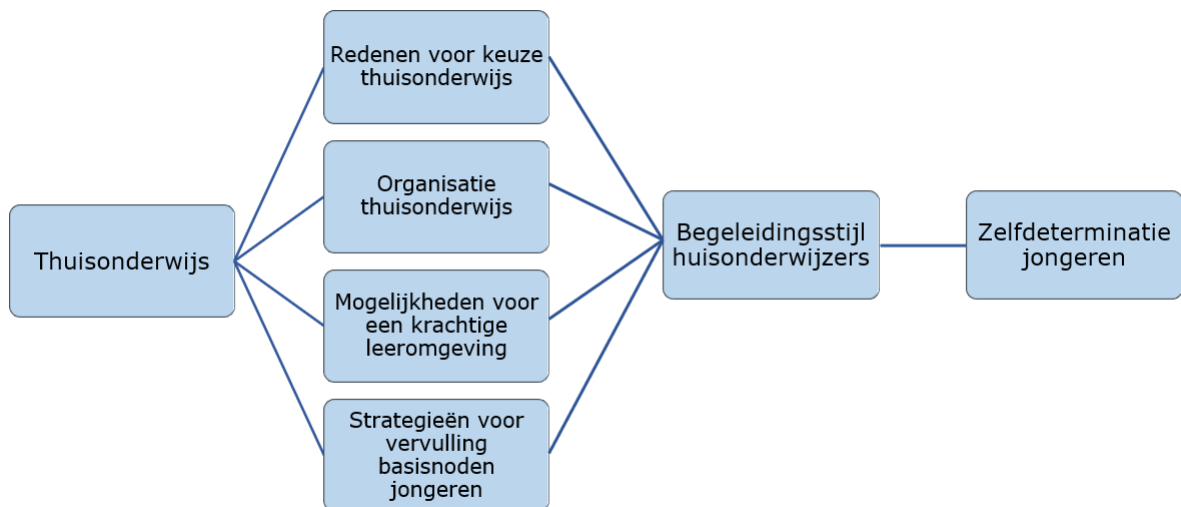 Thuisonderwijs
Redenen voor keuze
thuisonderwijs
Organisatie
thuisonderwijs
Mogelijkheden voor
een krachtige
leeromgeving
Strategieën voor
vervulling
basisnoden
jongeren
Begeleidingsstijl
huisonderwijzers
Zelfdeterminatie
jongeren